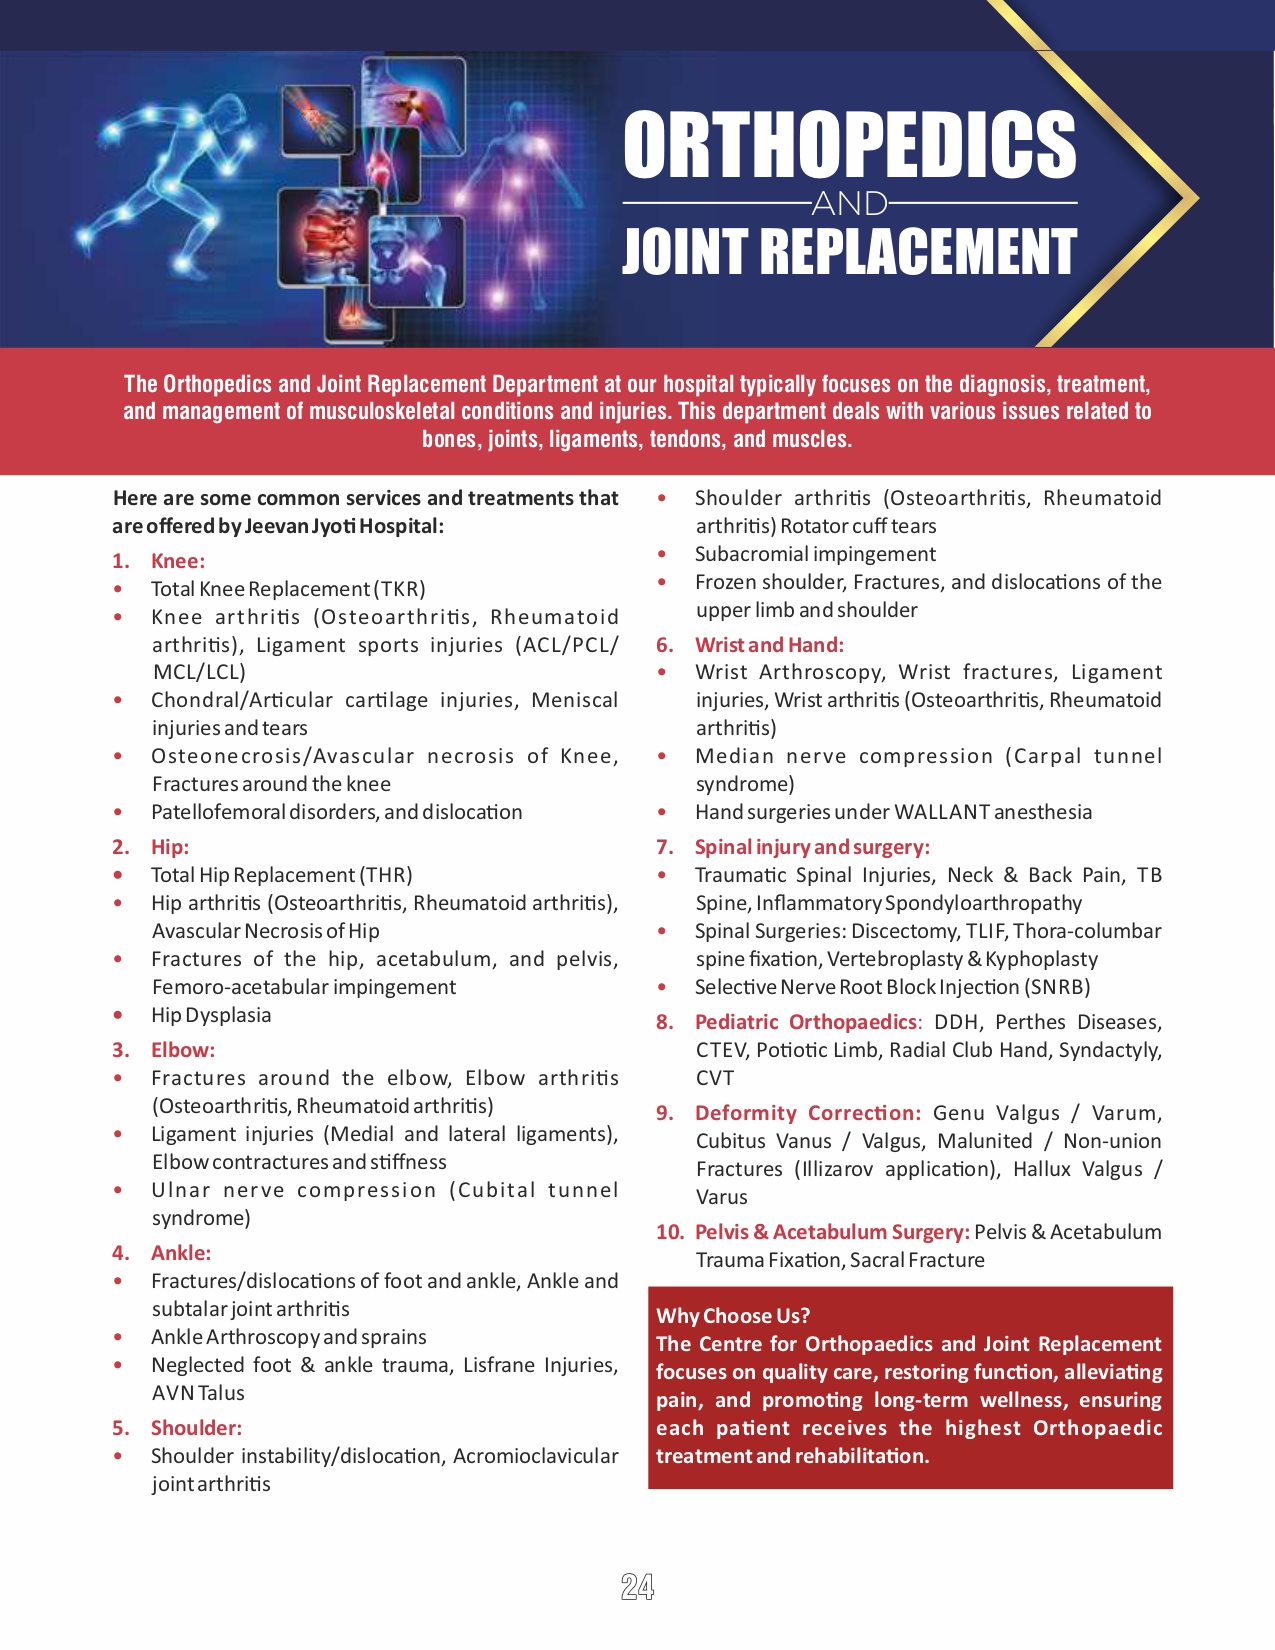 ORTHOPEDICS
AND
JOINT REPLACEMENT
The Orthopedics and Joint Replacement Department at our hospital typically focuses on the diagnosis, treatment,
and management of musculoskeletal conditions and injuries. This department deals with various issues related to
bones, joints, ligaments, tendons, and muscles.
Here are some common services and treatments that
are offered by Jeevan Jyoti Hospital:
1. Knee:
• Total Knee Replacement (TKR)
• Knee arthritis (Osteoarthritis, Rheumatoid
arthritis), Ligament sports injuries (ACL/PCL/
MCL/LCL)
• Chondral/Articular cartilage injuries, Meniscal
injuries and tears
• Osteonecrosis/Avascular necrosis of Knee,
Fractures around the knee
• Patellofemoral disorders, and dislocation
2. Hip:
• Total Hip Replacement (THR)
• Hip arthritis (Osteoarthritis, Rheumatoid arthritis),
Avascular Necrosis of Hip
• Fractures of the hip, acetabulum, and pelvis,
Femoro-acetabular impingement
• Hip Dysplasia
3. Elbow:
• Fractures around the elbow, Elbow arthritis
(Osteoarthritis, Rheumatoid arthritis)
• Ligament injuries (Medial and lateral ligaments),
Elbow contractures and stiffness
• Ulnar nerve compression (Cubital tunnel
syndrome)
4. Ankle:
• Fractures/dislocations of foot and ankle, Ankle and
subtalar joint arthritis
• Ankle Arthroscopy and sprains
• Neglected foot & ankle trauma, Lisfrane Injuries,
AVN Talus
5. Shoulder:
• Shoulder instability/dislocation, Acromioclavicular
joint arthritis
• Shoulder arthritis (Osteoarthritis, Rheumatoid
arthritis) Rotator cuff tears
• Subacromial impingement
• Frozen shoulder, Fractures, and dislocations of the
upper limb and shoulder
6. Wrist and Hand:
• Wrist Arthroscopy, Wrist fractures, Ligament
injuries, Wrist arthritis (Osteoarthritis, Rheumatoid
arthritis)
• Median nerve compression (Carpal tunnel
syndrome)
• Hand surgeries under WALLANT anesthesia
7. Spinal injury and surgery:
• Traumatic Spinal Injuries, Neck & Back Pain, TB
Spine, Inflammatory Spondyloarthropathy
• Spinal Surgeries: Discectomy, TLIF, Thora-columbar
spine fixation, Vertebroplasty & Kyphoplasty
• Selective Nerve Root Block Injection (SNRB)
8. Pediatric Orthopaedics: DDH, Perthes Diseases,
CTEV, Potiotic Limb, Radial Club Hand, Syndactyly,
CVT
9. Deformity Correction: Genu Valgus / Varum,
Cubitus Vanus / Valgus, Malunited / Non-union
Fractures (Illizarov application), Hallux Valgus /
Varus
10. Pelvis & Acetabulum Surgery: Pelvis & Acetabulum
Trauma Fixation, Sacral Fracture
Why Choose Us?
The Centre for Orthopaedics and Joint Replacement
focuses on quality care, restoring function, alleviating
pain, and promoting long-term wellness, ensuring
each patient receives the highest Orthopaedic
treatment and rehabilitation.
24